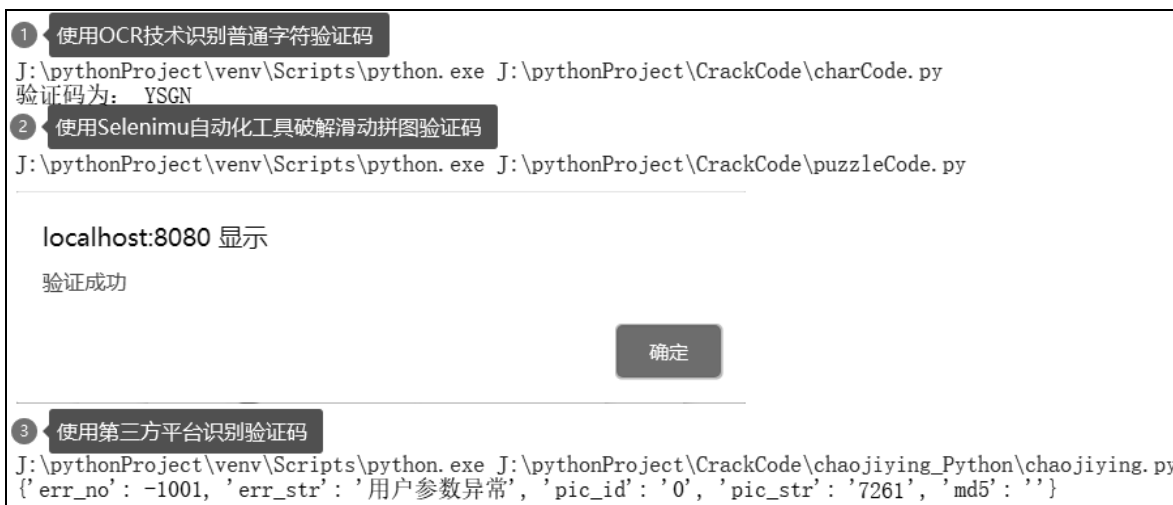 1 使用OCR技术识别普通字符验证码
J:\pythonProject\venv\Scripts\python.exe J:\pythonProject\CrackCode\charCode.py
验证码为： YSGN
2 使用Selenimu自动化工具破解滑动拼图验证码
J:\pythonProject\venv\Scripts\python.exe J:\pythonProject\CrackCode\puzzleCode.py
localhost:8080 显示
验证成功
确定
3 使用第三方平台识别验证码
J:\pythonProject\venv\Scripts\python.exe J:\pythonProject\CrackCode\chaojiying_Python\chaojiying.py
{'err_no': -1001, 'err_str': '用户参数异常', 'pic_id': '0', 'pic_str': '7261', 'md5': ''}